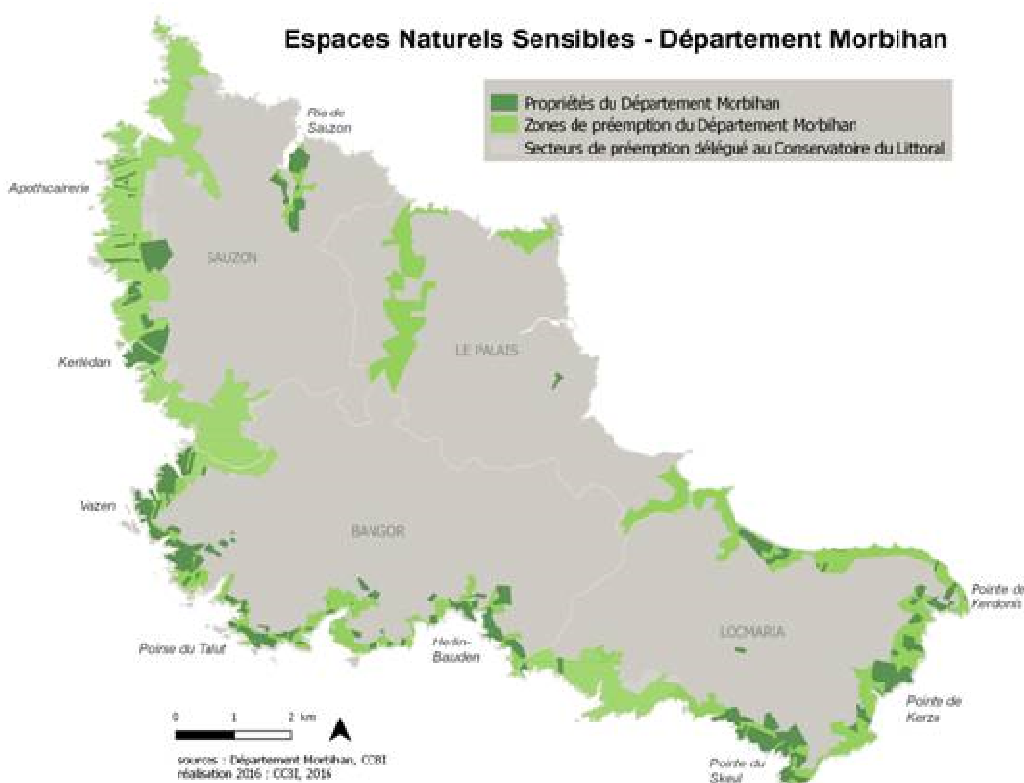 Espaces Naturels Sensibles - Département Morbihan
Propriétés du Département Morbihan
Zones de préemption du Département Morbihan
Secteurs de préemption délégué au Conservatoire du Littoral
Ria de
Sauzon
Apothicairerie
SAUZON
LE PALAIS
Kerlédan
Vazen
BANGOR
Pointe de
Kerdonis
LOCMARIA
Pointe du Talut
Bauden
Pointe de
Pointe du
Skeul
0 1 2 km
sources : Département Morbihan, CCBI
réalisation 2016 : CCBI, 2016